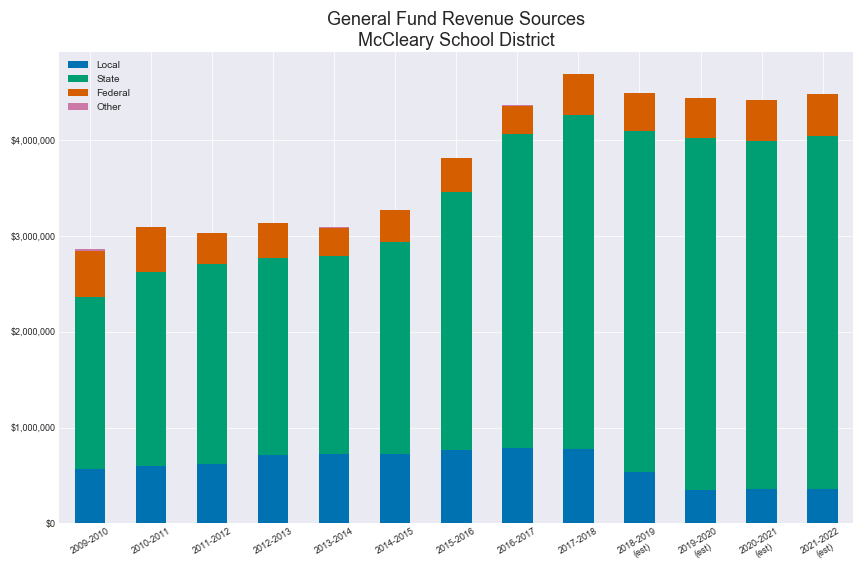 General Fund Revenue Sources
McCleary School District
Local
State
Federal
Other
$4,000,000
$3,000,000
$2,000,000
$1,000,000
$0
2009-2010
2010-2011
2011-2012
2012-2013
2013-2014
2014-2015
2015-2016
2016-2017
2017-2018
2018-2019
(est)
2019-2020
(est)
2020-2021
(est)
2021-2022
(est)